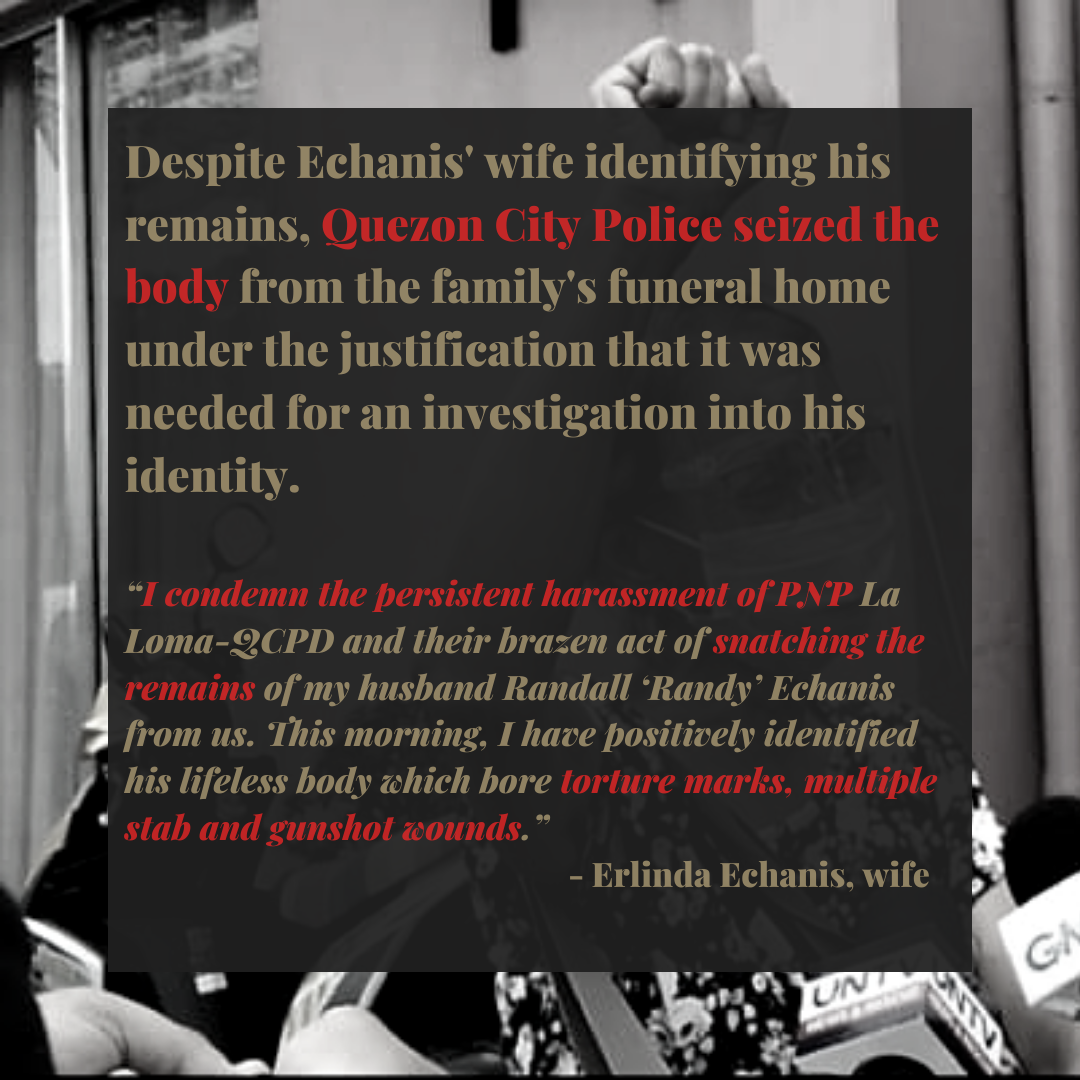 Despite Echanis' wife identifying his
remains, Quezon City Police seized the
body from the family's funeral home
under the justification that it was
needed for an investigation into his
identity.
“I condemn the persistent harassment of PNP La
Loma-QCPD and their brazen act of snatching the
remains of my husband Randall ‘Randy’ Echanis
from us. This morning, I have positively identified
his lifeless body which bore torture marks, multiple
stab and gunshot wounds.”
- Erlinda Echanis, wife
UNTV